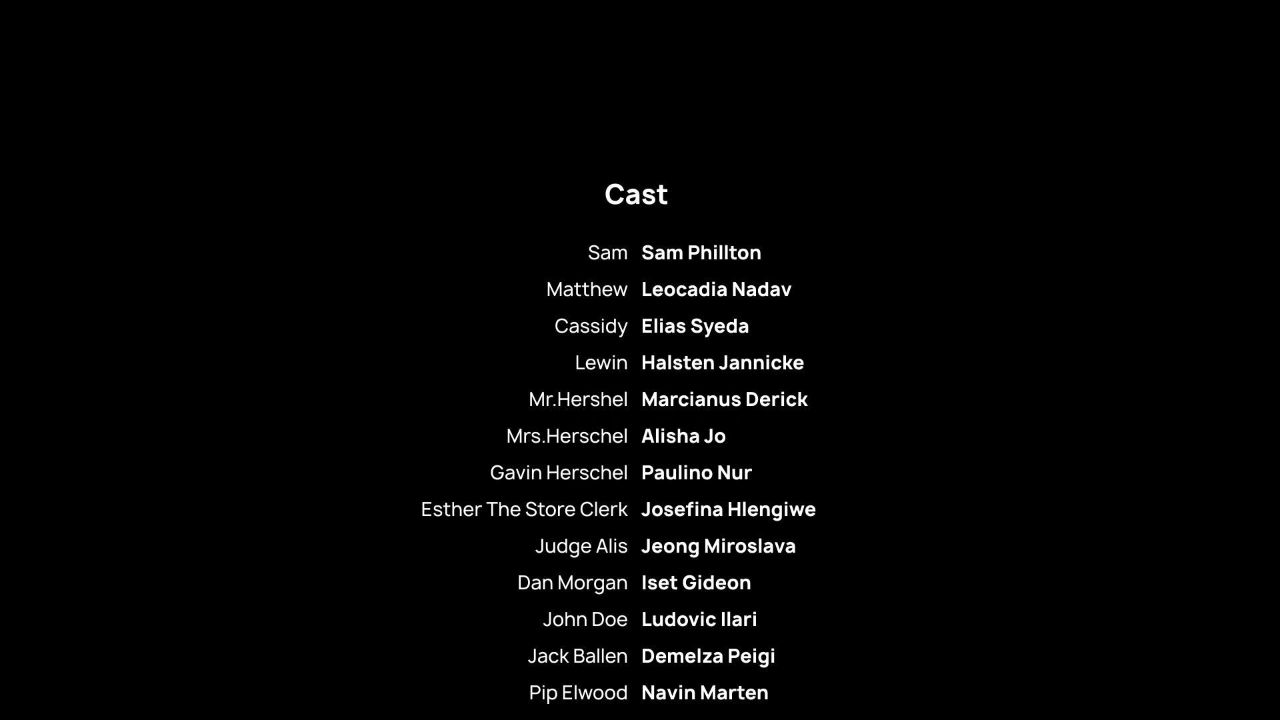 Cast
Sam Sam Phillton
Matthew Leocadia Nadav
Cassidy Elias Syeda
Lewin Halsten Jannicke
Mr.Hershel Marcianus Derick
Mrs.Herschel Alisha Jo
Gavin Herschel Paulino Nur
Esther The Store Clerk Josefina Hlengiwe
Judge Alis Jeong Miroslava
Dan Morgan Iset Gideon
John Doe Ludovic Ilari
Jack Ballen Demelza Peigi
Pip Elwood Navin Marten